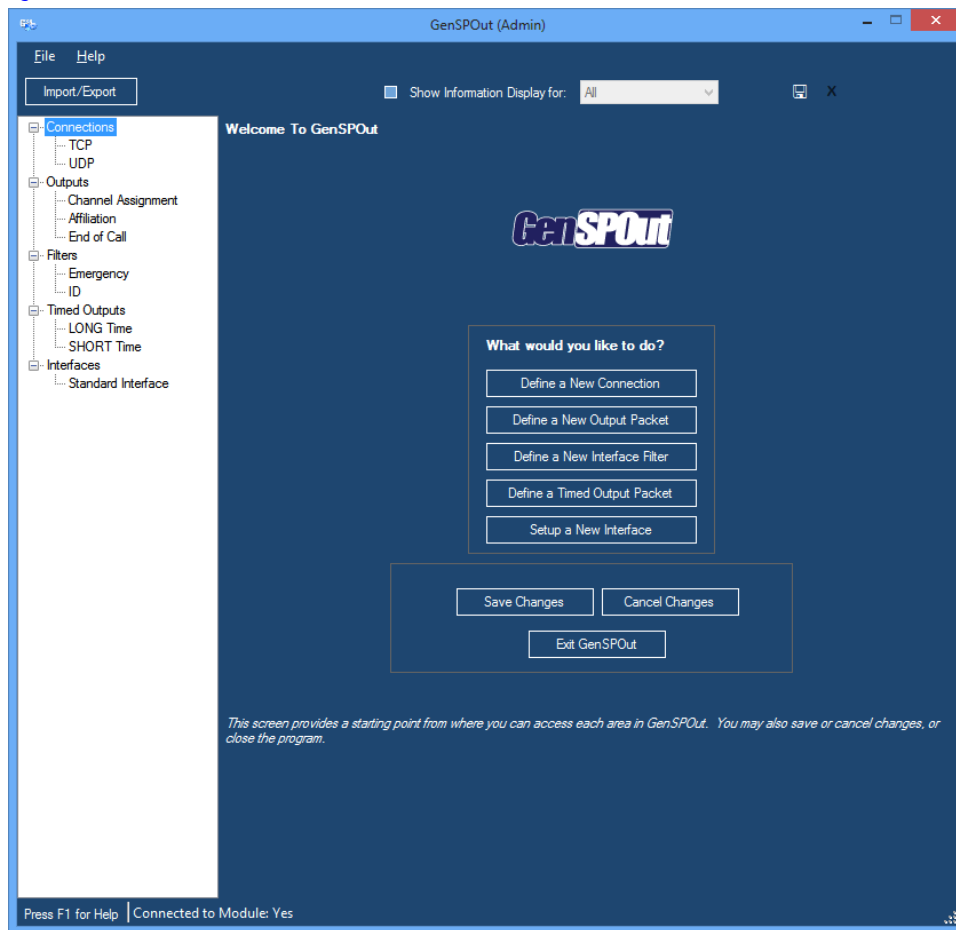 GenSPOut (Admin)
File Help
Import/Export
Show Information Display for: All X
Connections
TCP
UDP
Outputs
Channel Assignment
Affiliation
End of Call
Filters
Emergency
ID
Timed Outputs
LONG Time
SHORT Time
Interfaces
Standard Interface
Welcome To GenSPOut
GenSPOut
What would you like to do?
Define a New Connection
Define a New Output Packet
Define a New Interface Filter
Define a Timed Output Packet
Setup a New Interface
Save Changes Cancel Changes
Exit GenSPOut
This screen provides a starting point from where you can access each area in GenSPOut. You may also save or cancel changes, or
close the program.
Press F1 for Help Connected to Module: Yes